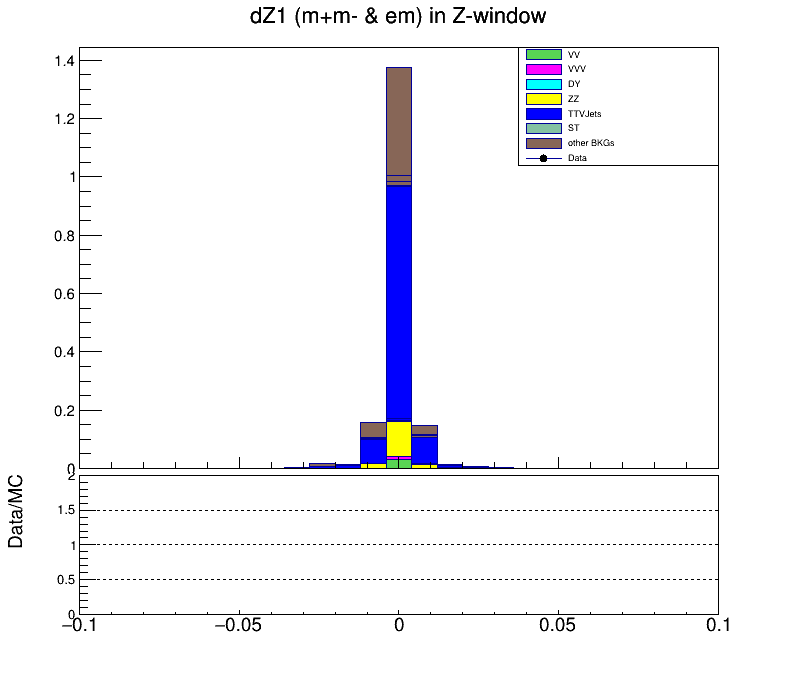 dZ1 (m+m- & em) in Z-window
VV
VVV
DY
ZZ
TTVJets
ST
other BKGs
Data
1.4
1.2
1
0.8
0.6
0.4
0.2
0
Data/MC
2
1.5
1
0.5
0
−0.1
−0.05
0
0.05
0.1